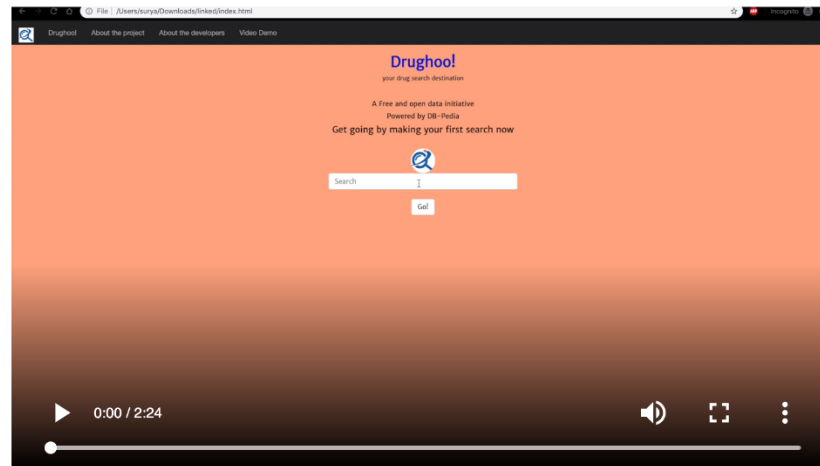 File | /Users/surya/Downloads/linked/index.html
Incognito
Drughoo! About the project About the developers Video Demo
Drughoo!
your drug search destination
A Free and open data initiative
Powered by DB-Pedia
Get going by making your first search now
Search
Go!
0:00 / 2:24